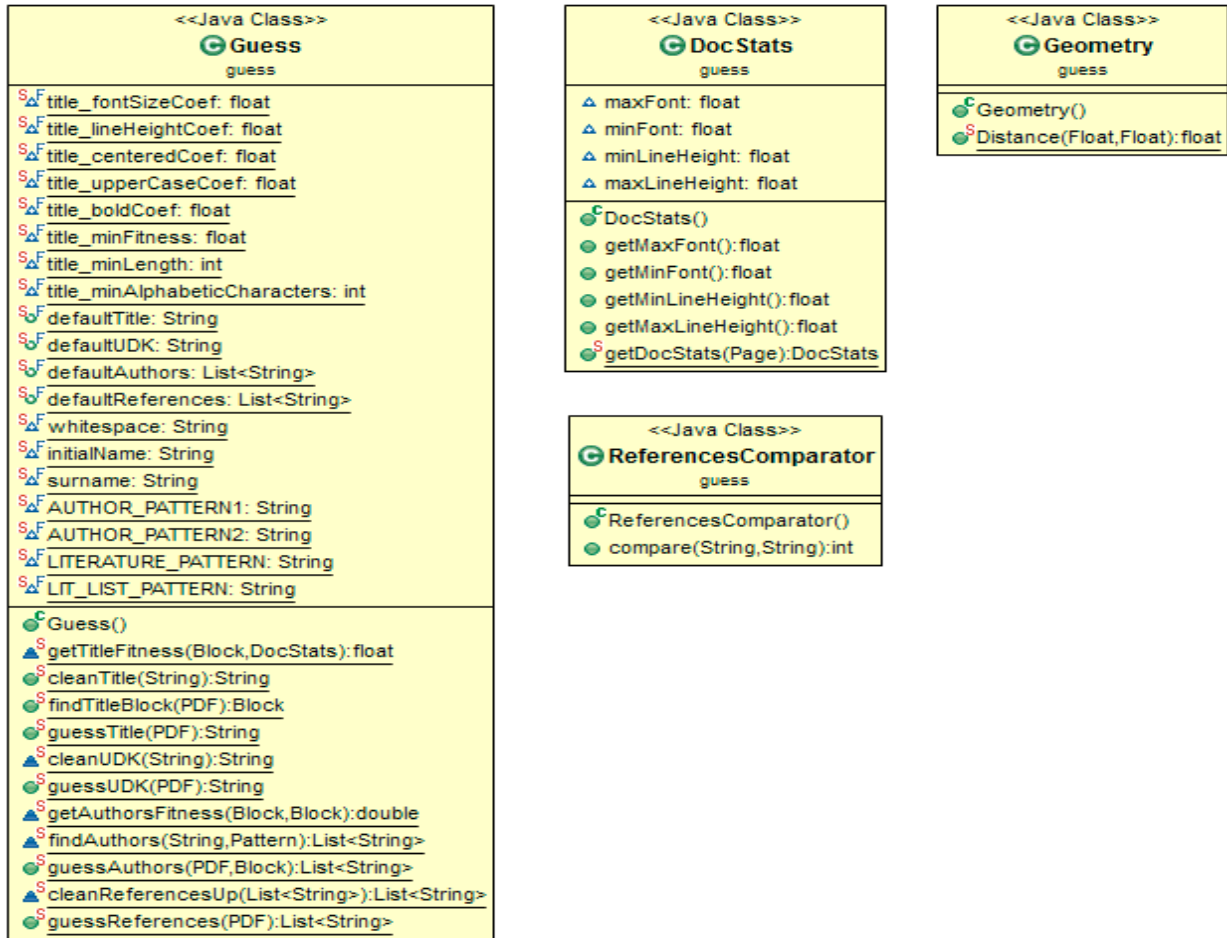 <<Java Class>>
Guess
guess
title_fontSizeCoef: float
title_lineHeightCoef: float
title_centeredCoef: float
title_upperCaseCoef: float
title_boldCoef: float
title_minFitness: float
title_minLength: int
title_minAlphabeticCharacters: int
defaultTitle: String
defaultUDK: String
defaultAuthors: List<String>
defaultReferences: List<String>
whitespace: String
initialName: String
surname: String
AUTHOR_PATTERN1: String
AUTHOR_PATTERN2: String
LITERATURE_PATTERN: String
LIT_LIST_PATTERN: String
Guess()
getTitleFitness(Block,DocStats):float
cleanTitle(String):String
findTitleBlock(PDF):Block
guessTitle(PDF):String
cleanUDK(String):String
guessUDK(PDF):String
getAuthorsFitness(Block,Block):double
findAuthors(String,Pattern):List<String>
guessAuthors(PDF,Block):List<String>
cleanReferencesUp(List<String>):List<String>
guessReferences(PDF):List<String>
<<Java Class>>
DocStats
guess
maxFont: float
minFont: float
minLineHeight: float
maxLineHeight: float
DocStats()
getMaxFont():float
getMinFont():float
getMinLineHeight():float
getMaxLineHeight():float
getDocStats(Page):DocStats
<<Java Class>>
Geometry
guess
Geometry()
Distance(Float,Float):float
<<Java Class>>
ReferencesComparator
guess
ReferencesComparator()
compare(String,String):int